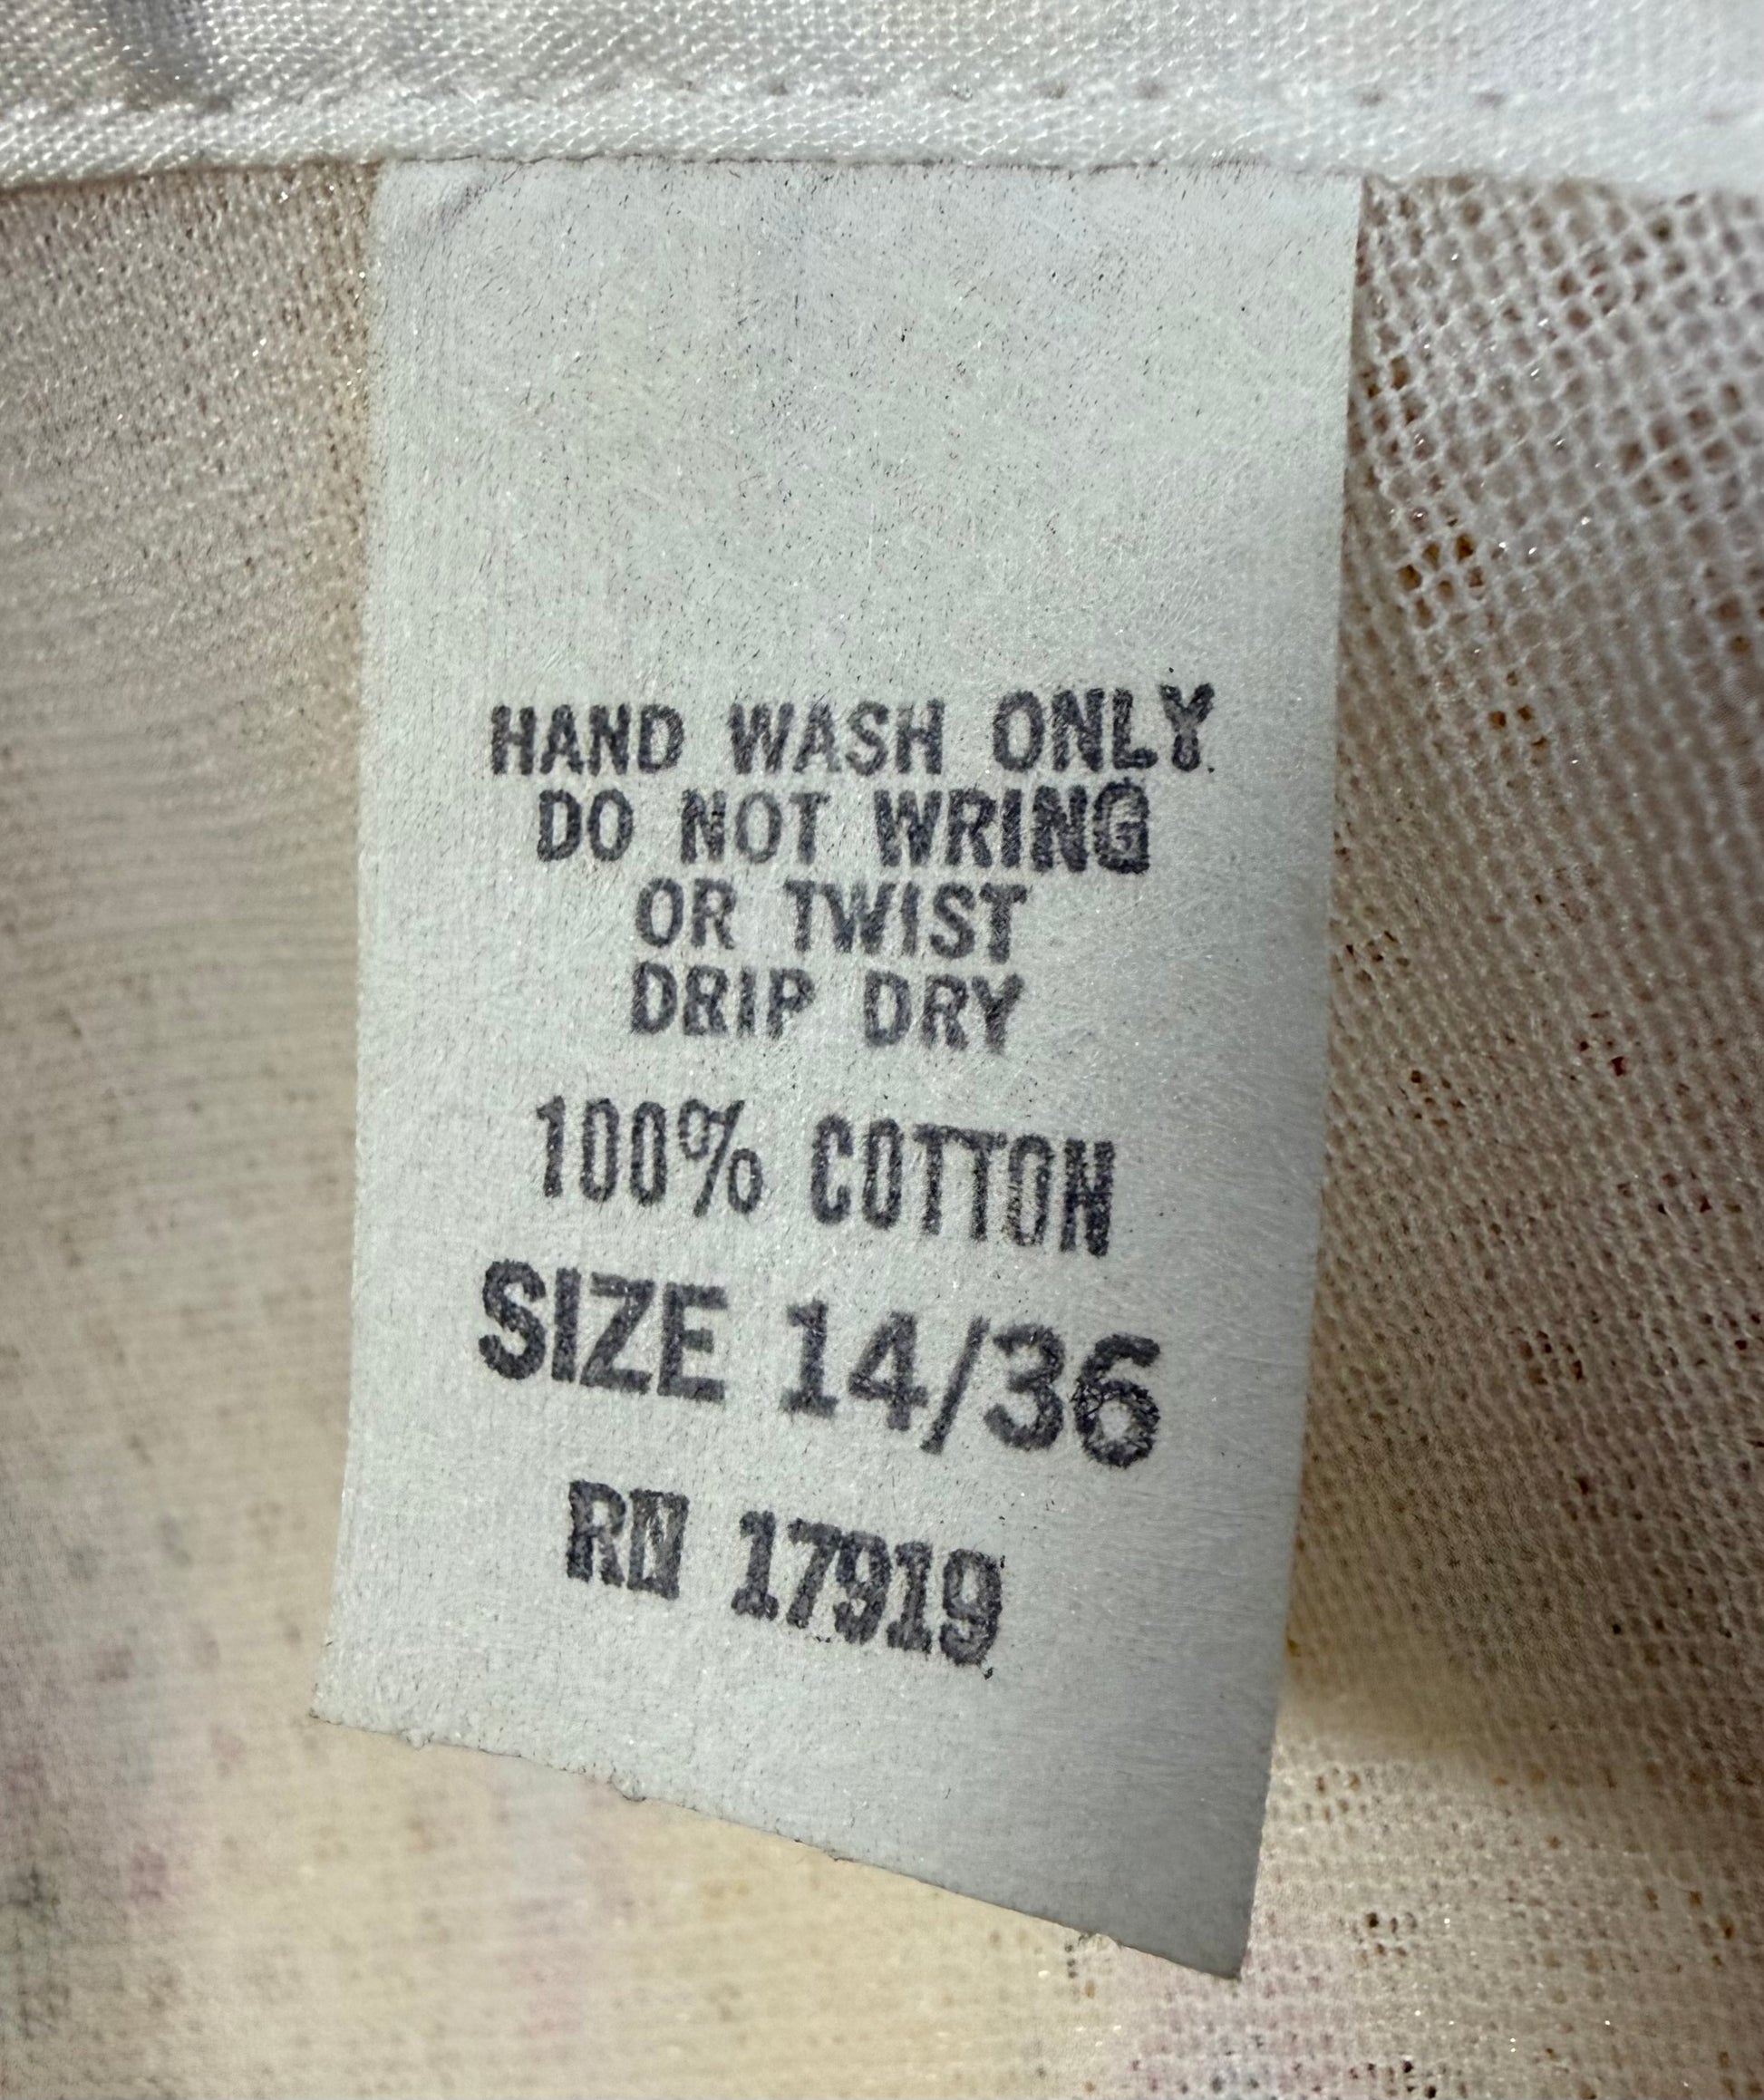 HAND WASH ONLY
DO NOT WRING
OR TWIST
DRIP DRY
100% COTTON
SIZE 14/36
RN 17919